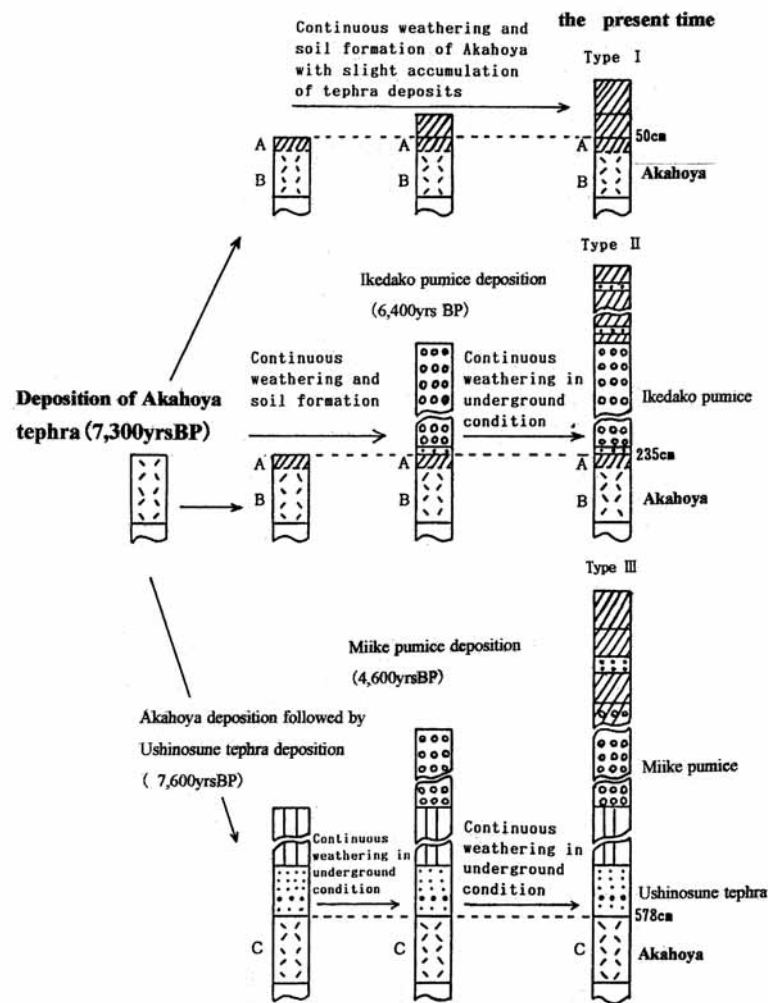 the present time
Continuous weathering and
soil formation of Akahoya
with slight accumulation
of tephra deposits
Type I
A
B
A
B
A
B
50cm
Akahoya
Type II
Ikedako pumice deposition
(6,400yrs BP)
Continuous
weathering and
soil formation
Continuous
weathering in
underground
condition
Deposition of Akahoya
tephra (7,300yrsBP)
Ikedako pumice
235cm
A
B
A
B
A
B
Akahoya
Type III
Miike pumice deposition
(4,600yrsBP)
Akahoya deposition followed by
Ushinosune tephra deposition
( 7,600yrsBP)
Miike pumice
Continuous
weathering in
underground
condition
Continuous
weathering in
underground
condition
Ushinosune tephra
578cm
C
C
C
Akahoya